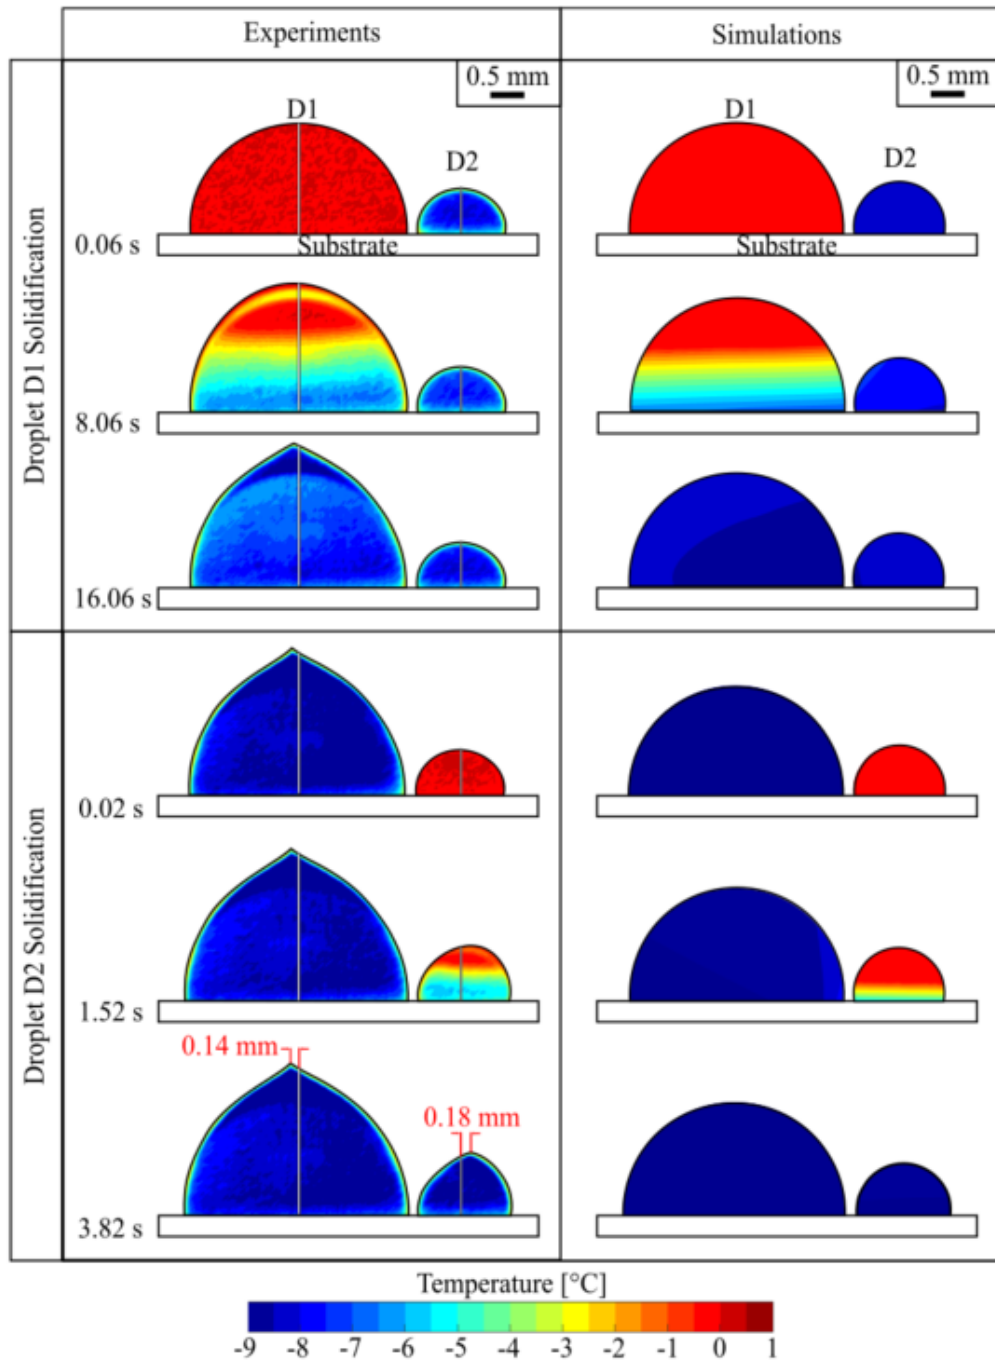 Experiments
Simulations
Droplet D1 Solidification
0.5 mm
0.5 mm
D1
D2
D1
D2
0.06 s
Substrate
Substrate
8.06 s
16.06 s
Droplet D2 Solidification
0.02 s
1.52 s
0.14 mm
0.18 mm
3.82 s
Temperature [°C]
-9 -8 -7 -6 -5 -4 -3 -2 -1 0 1